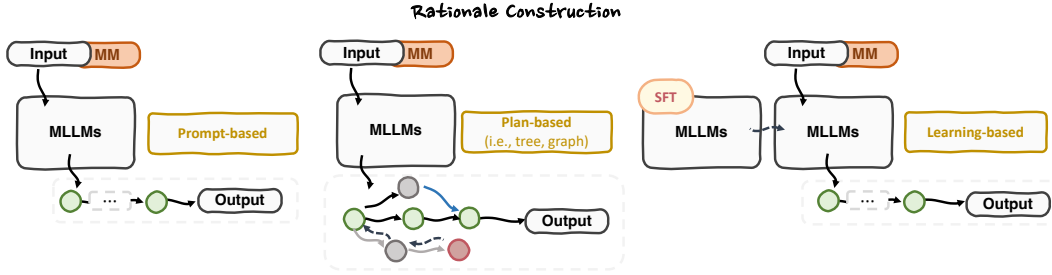 Rationale Construction
Input MM
MLLMs
Prompt-based
...
Output
Input MM
MLLMs
Plan-based
(i.e., tree, graph)
Output
SFT
MLLMs
Input MM
MLLMs
Learning-based
...
Output